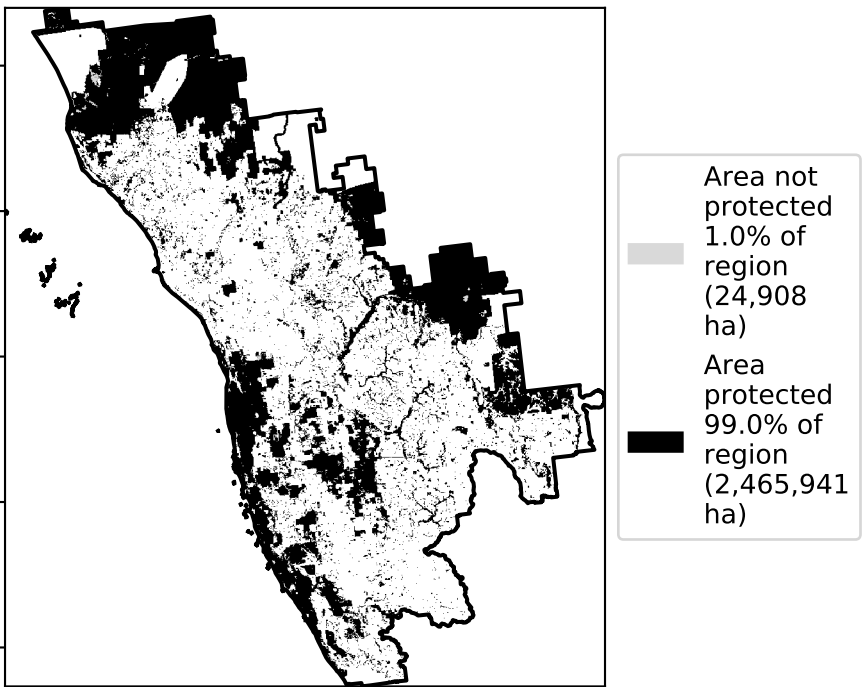 Area not
protected
1.0% of
region
(24,908
ha)
Area
protected
99.0% of
region
(2,465,941
ha)